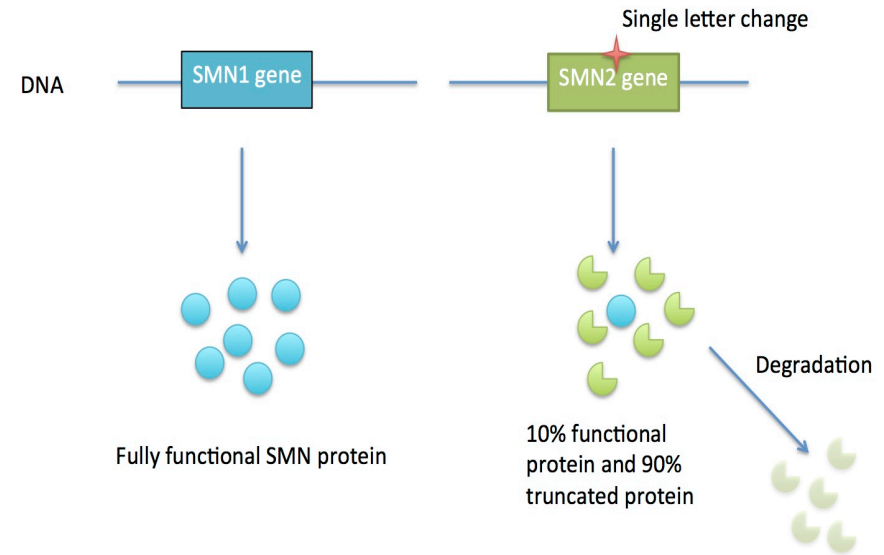 Single letter change
DNA
SMN1 gene
SMN2 gene
Degradation
Fully functional SMN protein
10% functional
protein and 90%
truncated protein